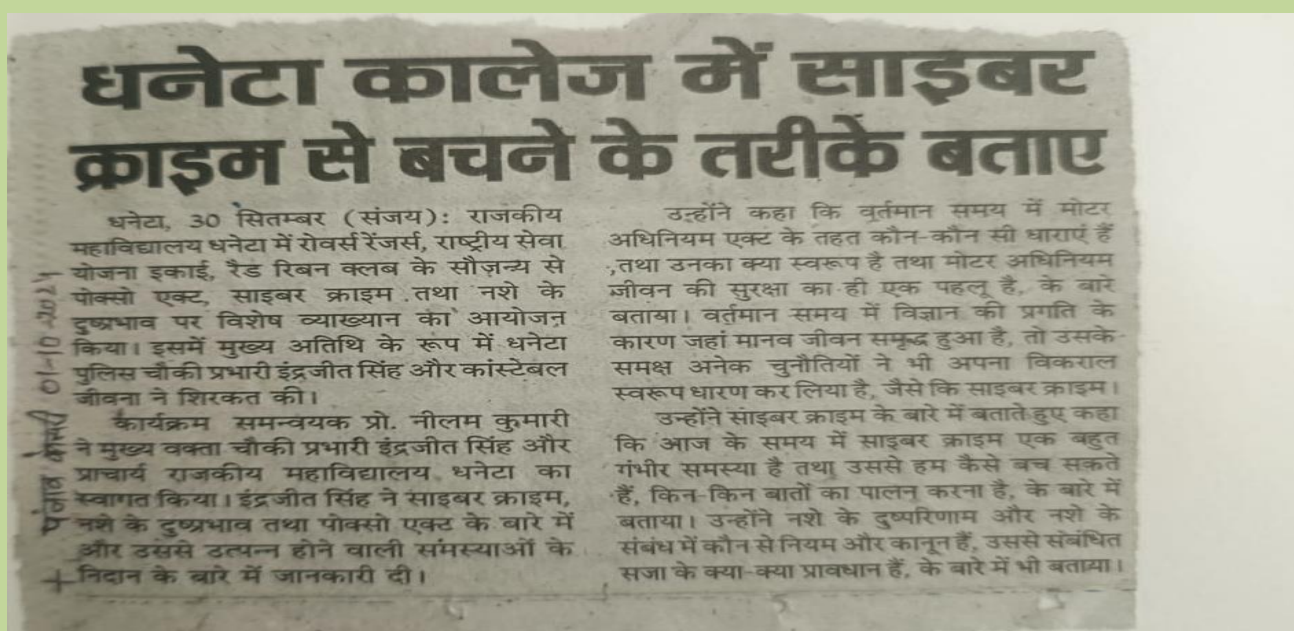 धनेटा कालेज में साइबर
क्राइम से बचने के तरीके बताए
धनेटा, 30 सितम्बर (संजय): राजकीय
महाविद्यालय धनेटा में रोवर्स रेंजर्स, राष्ट्रीय सेवा
योजना इकाई, रैड रिबन क्लब के सौजन्य से
पोक्सो एक्ट, साइबर क्राइम तथा नशे के
दुष्प्रभाव पर विशेष व्याख्यान का आयोजन
किया। इसमें मुख्य अतिथि के रूप में धनेटा
पुलिस चौकी प्रभारी इंद्रजीत सिंह और कांस्टेबल
जीवना ने शिरकत की।
कार्यक्रम समन्वयक प्रो. नीलम कुमारी
ने मुख्य वक्ता चौकी प्रभारी इंद्रजीत सिंह और
प्राचार्य राजकीय महाविद्यालय धनेटा का
स्वागत किया। इंद्रजीत सिंह ने साइबर क्राइम,
नशे के दुष्प्रभाव तथा पोक्सो एक्ट के बारे में
और उससे उत्पन्न होने वाली समस्याओं के
निदान के बारे में जानकारी दी।
उन्होंने कहा कि वर्तमान समय में मोटर
अधिनियम एक्ट के तहत कौन-कौन सी धाराएं हैं
,तथा उनका क्या स्वरूप है तथा मोटर अधिनियम
जीवन की सुरक्षा का ही एक पहलू है, के बारे
बताया। वर्तमान समय में विज्ञान की प्रगति के
कारण जहां मानव जीवन समृद्ध हुआ है, तो उसके
समक्ष अनेक चुनौतियों ने भी अपना विकराल
स्वरूप धारण कर लिया है, जैसे कि साइबर क्राइम।
उन्होंने साइबर क्राइम के बारे में बताते हुए कहा
कि आज के समय में साइबर क्राइम एक बहुत
गंभीर समस्या है तथा उससे हम कैसे बच सकते
हैं, किन-किन बातों का पालन करना है, के बारे में
बताया। उन्होंने नशे के दुष्परिणाम और नशे के
संबंध में कौन से नियम और कानून हैं, उससे संबंधित
सजा के क्या-क्या प्रावधान हैं, के बारे में भी बताया।
पंजाब केसरी 01-10-2021